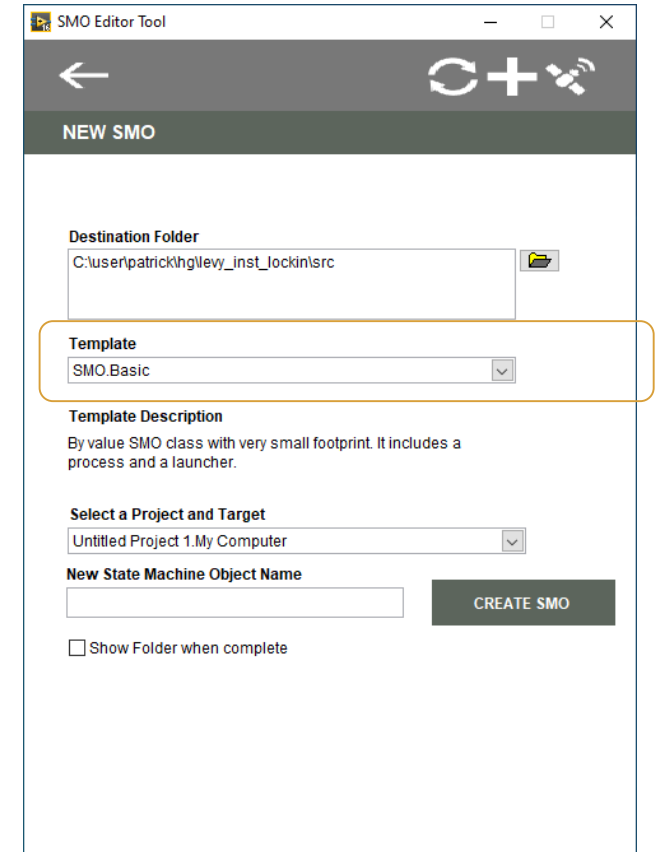 SMO Editor Tool
NEW SMO
Destination Folder
C:\user\patrick\hg\levy_inst_lockin\src
Template
SMO.Basic
Template Description
By value SMO class with very small footprint. It includes a
process and a launcher.
Select a Project and Target
Untitled Project 1.My Computer
New State Machine Object Name
CREATE SMO
Show Folder when complete